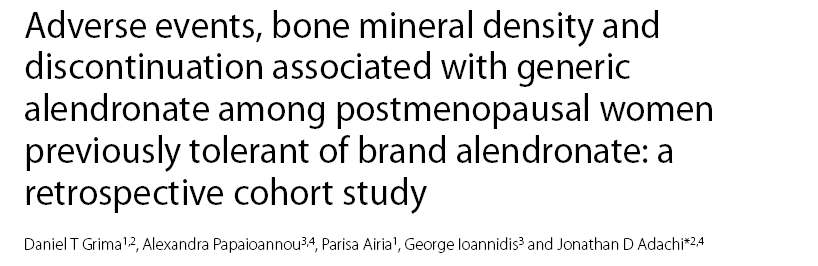 Adverse events, bone mineral density and
discontinuation associated with generic
alendronate among postmenopausal women
previously tolerant of brand alendronate: a
retrospective cohort study
Daniel T Grima1,2, Alexandra Papaioannou3,4, Parisa Airia1, George Ioannidis3 and Jonathan D Adachi*2,4